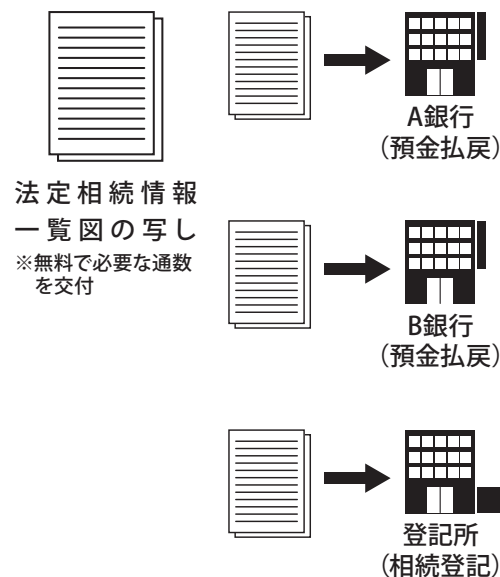 法定相続情報
一覧図の写し
※無料で必要な通数
を交付
A銀行
(預金払戻)
B銀行
(預金払戻)
登記所
(相続登記)